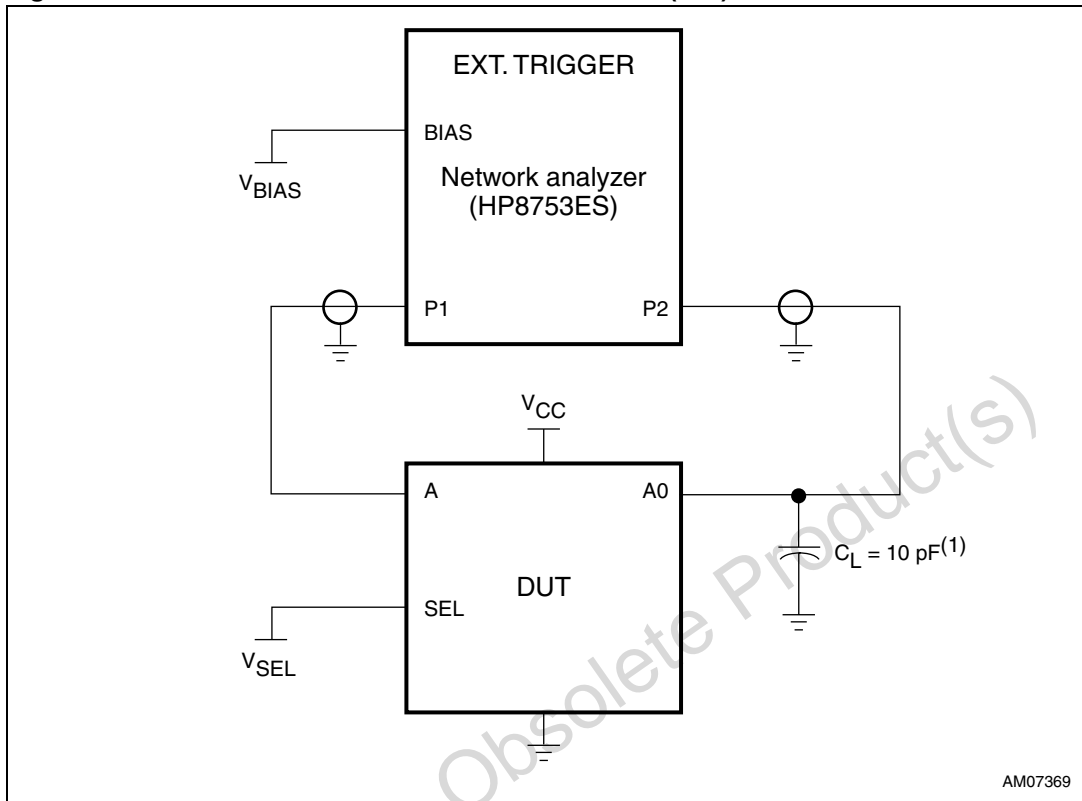 EXT. TRIGGER
BIAS
VBIAS
Network analyzer
(HP8753ES)
P1
P2
VCC
A
A0
CL = 10 pF(1)
DUT
SEL
VSEL
Obsolete Product(s)
AM07369